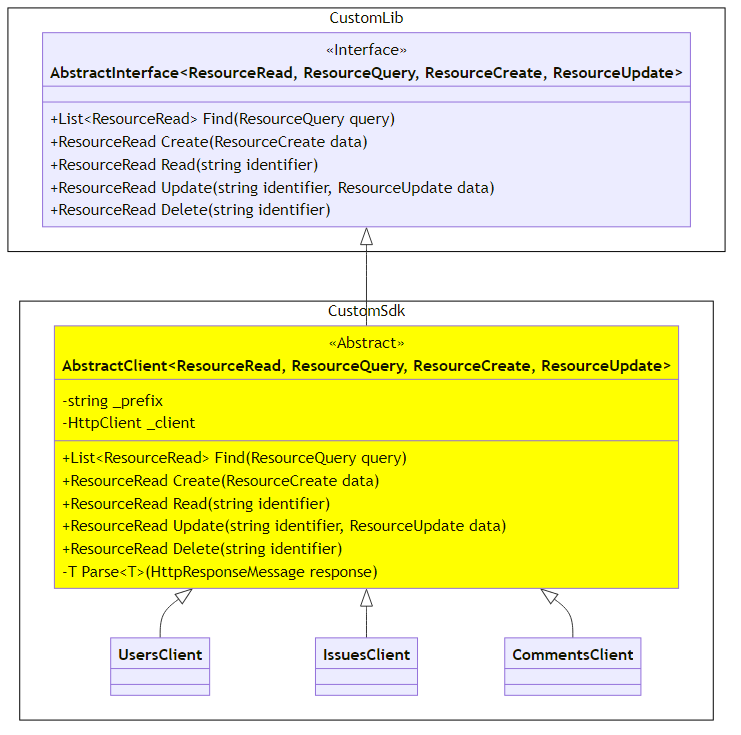 CustomLib
«Interface»
AbstractInterface<ResourceRead, ResourceQuery, ResourceCreate, ResourceUpdate>
+List<ResourceRead> Find(ResourceQuery query)
+ResourceRead Create(ResourceCreate data)
+ResourceRead Read(string identifier)
+ResourceRead Update(string identifier, ResourceUpdate data)
+ResourceRead Delete(string identifier)
CustomSdk
«Abstract»
AbstractClient<ResourceRead, ResourceQuery, ResourceCreate, ResourceUpdate>
-string _prefix
-HttpClient _client
+List<ResourceRead> Find(ResourceQuery query)
+ResourceRead Create(ResourceCreate data)
+ResourceRead Read(string identifier)
+ResourceRead Update(string identifier, ResourceUpdate data)
+ResourceRead Delete(string identifier)
-T Parse<T>(HttpResponseMessage response)
UsersClient
IssuesClient
CommentsClient